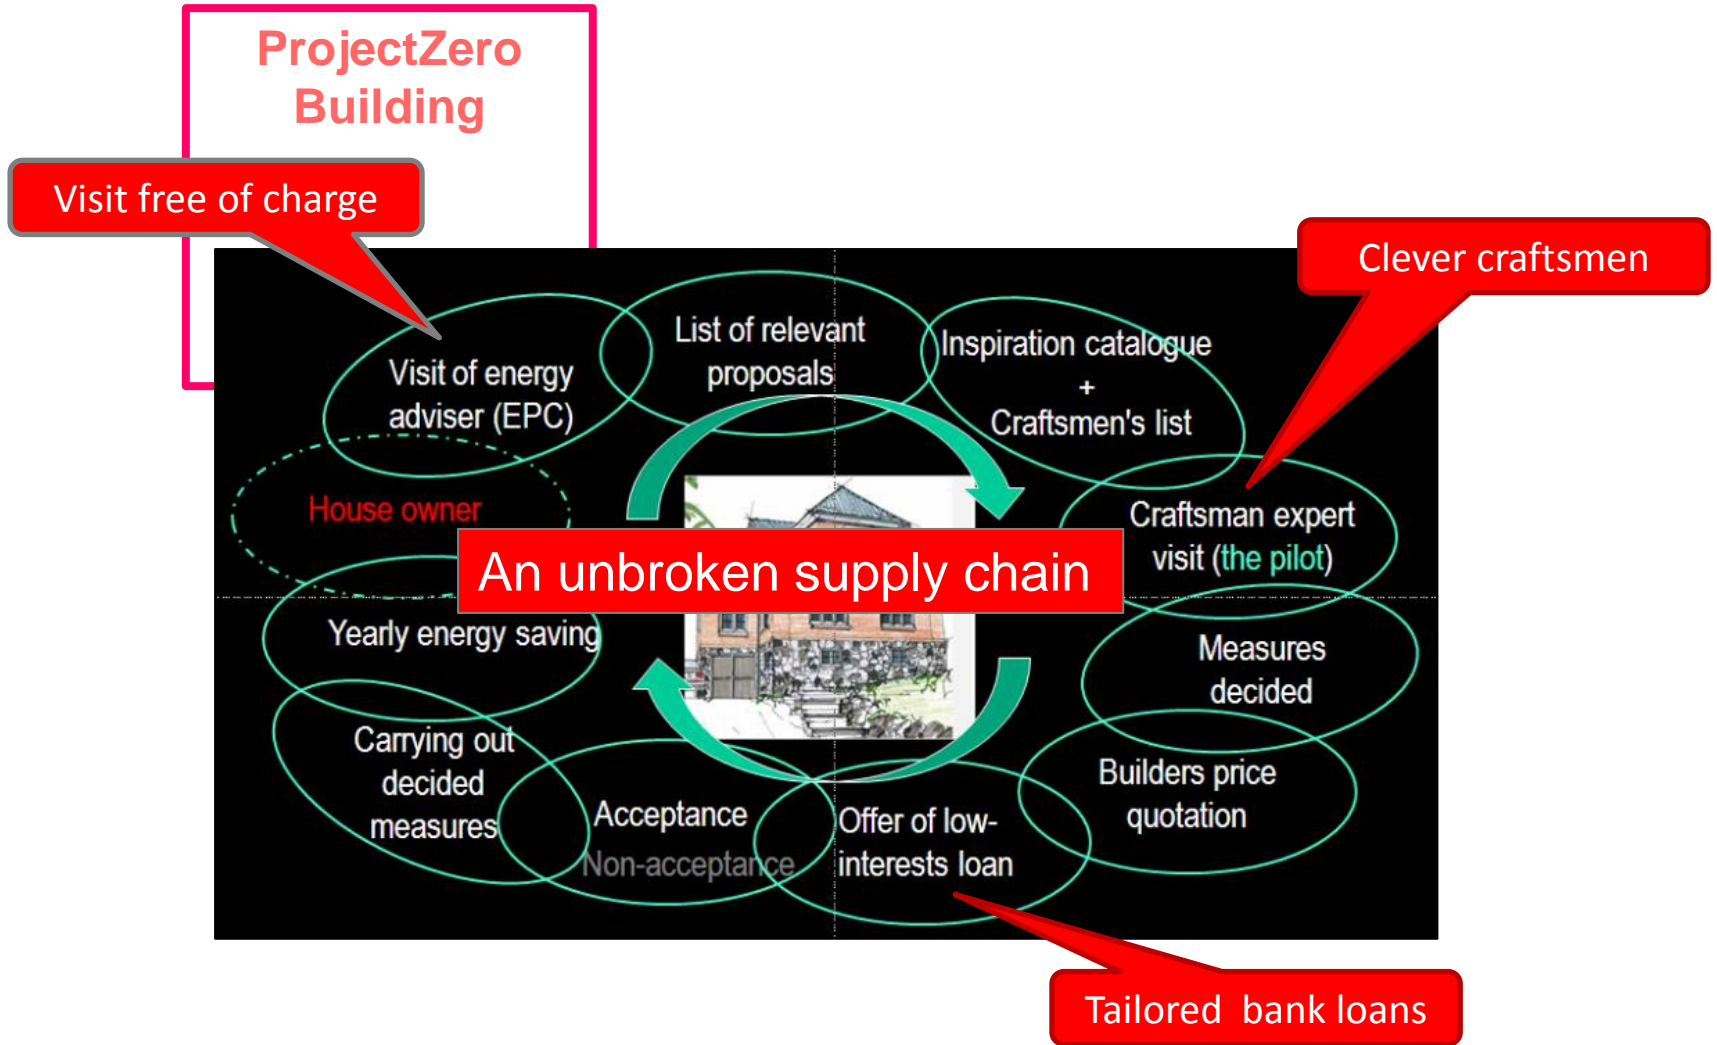 ProjectZero
Building
Visit free of charge
Clever craftsmen
List of relevant
proposals
Inspiration catalogue
+
Craftsmen's list
Visit of energy
adviser (EPC)
House owner
Craftsman expert
visit (the pilot)
An unbroken supply chain
Yearly energy saving
Measures
decided
Carrying out
decided
measures
Builders price
quotation
Acceptance
Non-acceptance
Offer of low-
interests loan
Tailored bank loans